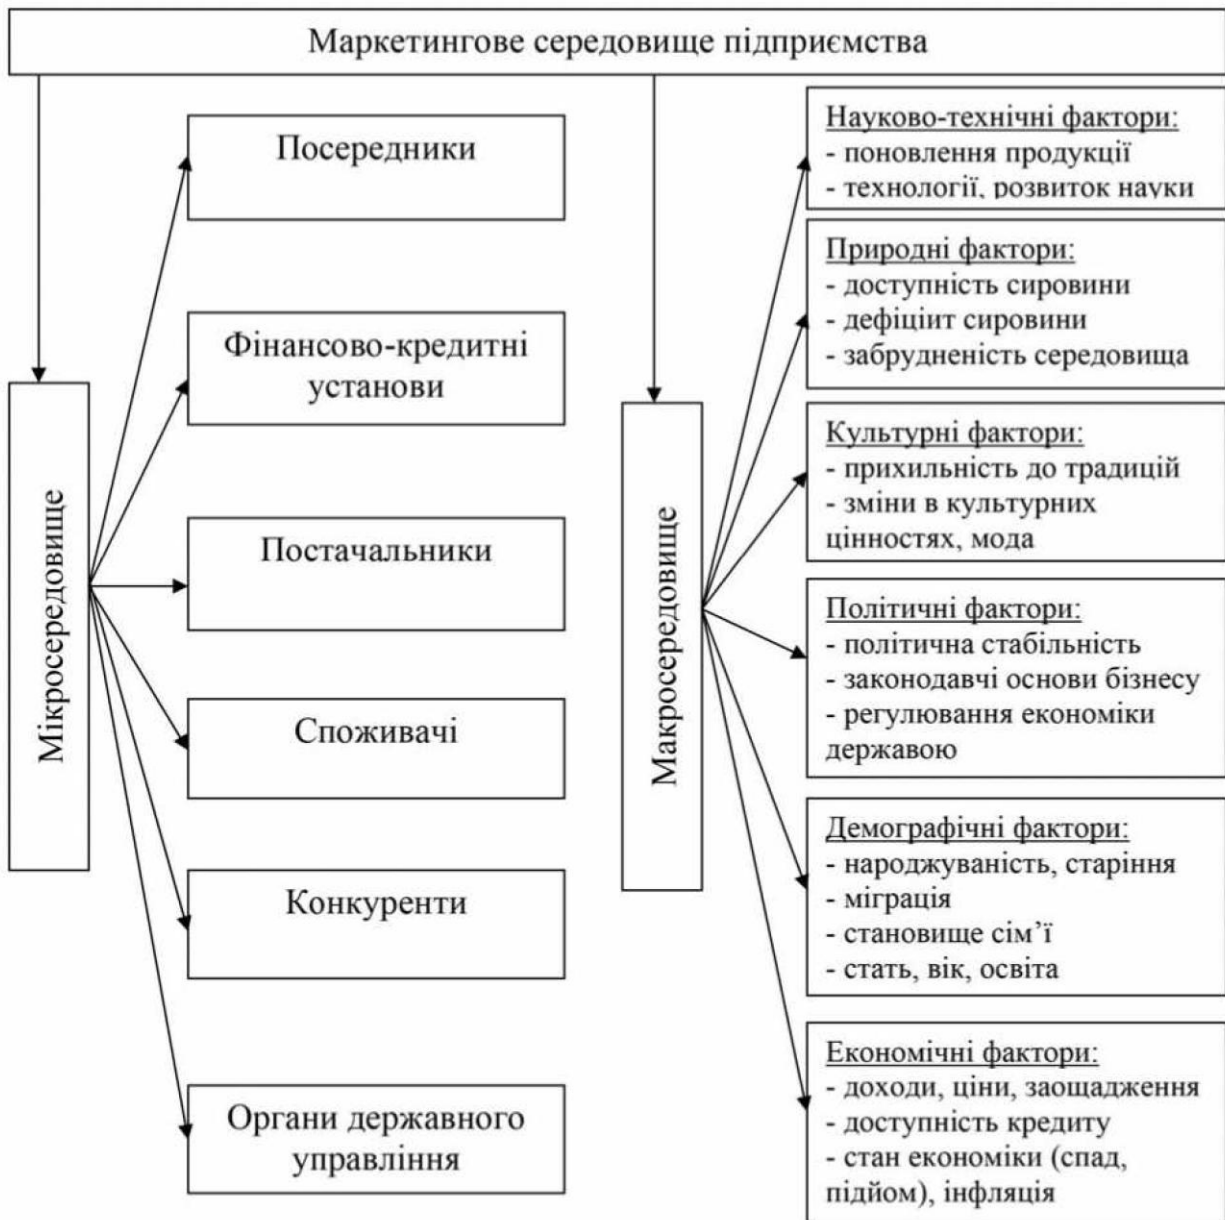 Маркетингове середовище підприємства
Мікросередовище
Посередники
Фінансово-кредитні
установи
Постачальники
Споживачі
Конкуренти
Органи державного
управління
Макросередовище
Науково-технічні фактори:
- поновлення продукції
- технології, розвиток науки
Природні фактори:
- доступність сировини
- дефіціит сировини
- забрудненість середовища
Культурні фактори:
- прихильність до традицій
- зміни в культурних
цінностях, мода
Політичні фактори:
- політична стабільність
- законодавчі основи бізнесу
- регулювання економіки
державою
Демографічні фактори:
- народжуваність, старіння
- міграція
- становище сім’ї
- стать, вік, освіта
Економічні фактори:
- доходи, ціни, заощадження
- доступність кредиту
- стан економіки (спад,
підйом), інфляція